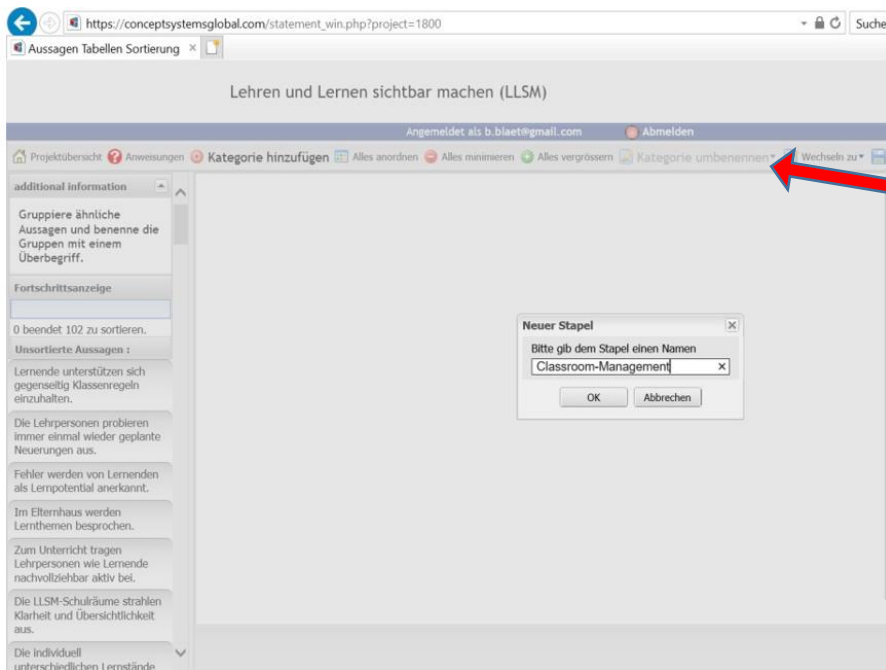 https://conceptsystemsglobal.com/statement_win.php?project=1800
Suche
Aussagen Tabellen Sortierung
Lehren und Lernen sichtbar machen (LLSM)
Angemeldet als b.blaet@gmail.com Abmelden
Projektübersicht Anweisungen Kategorie hinzufügen Alles anordnen Alles minimieren Alles vergrössern Kategorie umbenennen Wechseln zu
additional information
Gruppiere ähnliche
Aussagen und benenne die
Gruppen mit einem
Überbegriff.
Fortschrittsanzeige
0 beendet 102 zu sortieren.
Unsortierte Aussagen :
Lernende unterstützen sich
gegenseitig Klassenregeln
einzuhalten.
Die Lehrpersonen probieren
immer einmal wieder geplante
Neuerungen aus.
Fehler werden von Lernenden
als Lernpotential anerkannt.
Im Elternhaus werden
Lernthemen besprochen.
Zum Unterricht tragen
Lehrpersonen wie Lernende
nachvollziehbar aktiv bei.
Die LLSM-Schulräume strahlen
Klarheit und Übersichtlichkeit
aus.
Die individuell
unterschiedlichen Lernstände
Neuer Stapel
Bitte gib dem Stapel einen Namen
Classroom-Management
OK Abbrechen